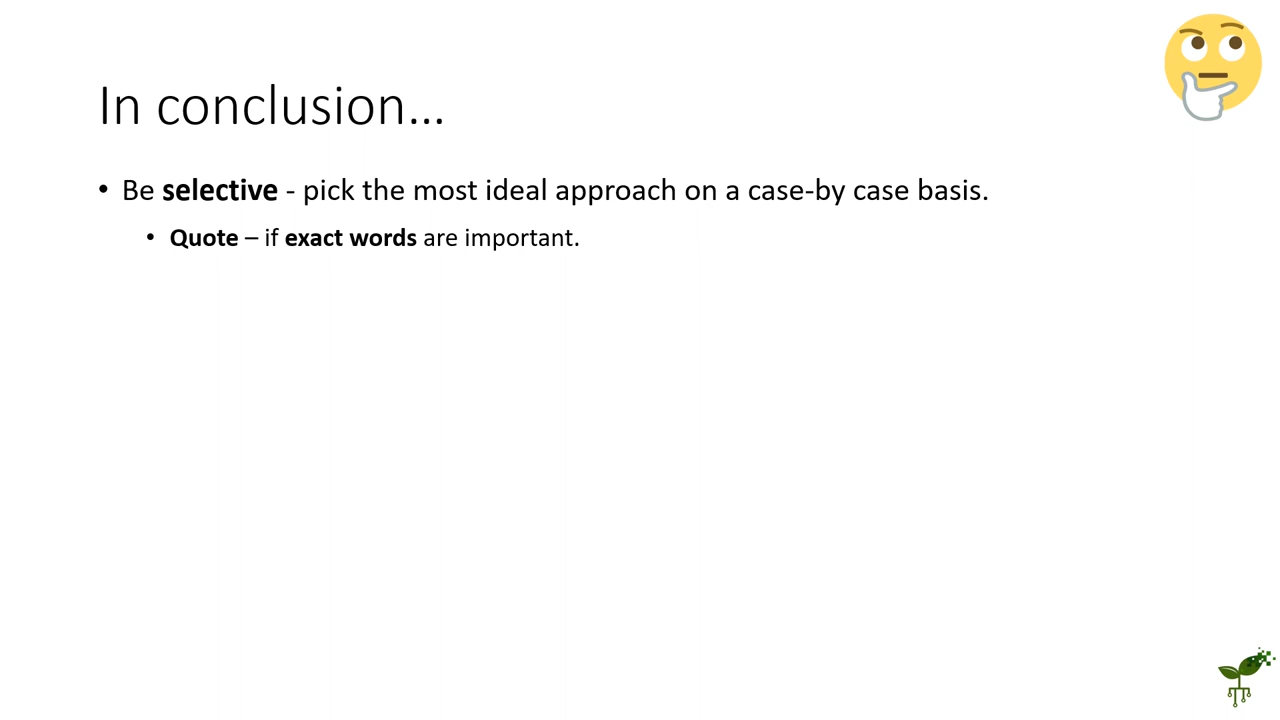 In conclusion…
• Be selective - pick the most ideal approach on a case-by case basis.
• Quote – if exact words are important.